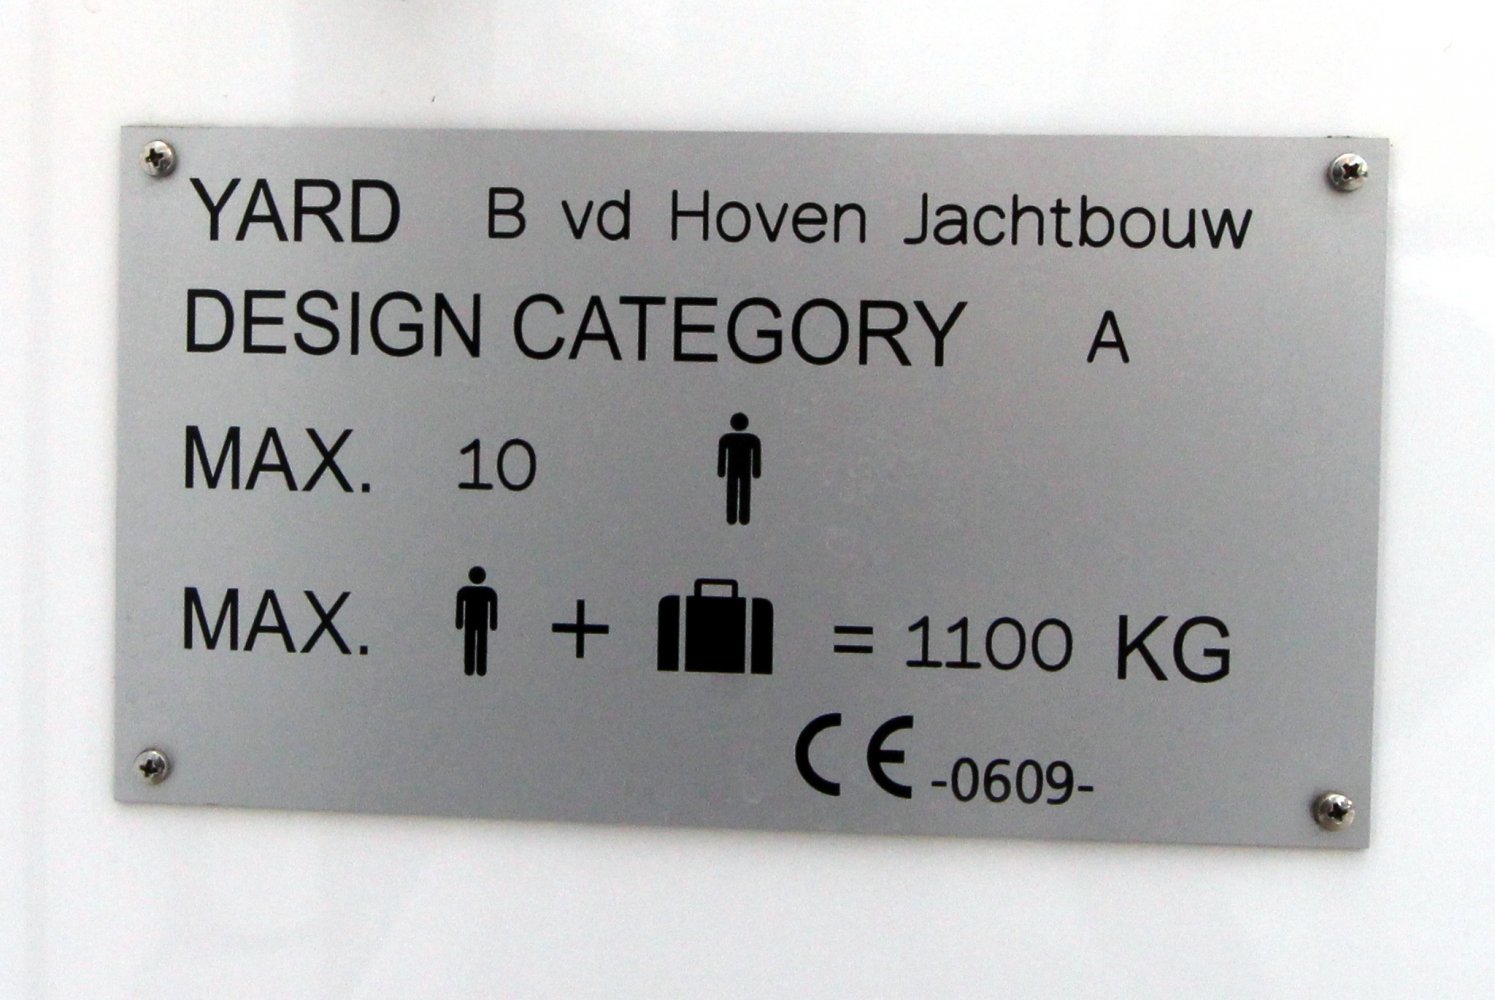 YARD B vd Hoven Jachtbouw
DESIGN CATEGORY A
MAX. 10
MAX. + = 1100 KG
CE -0609-